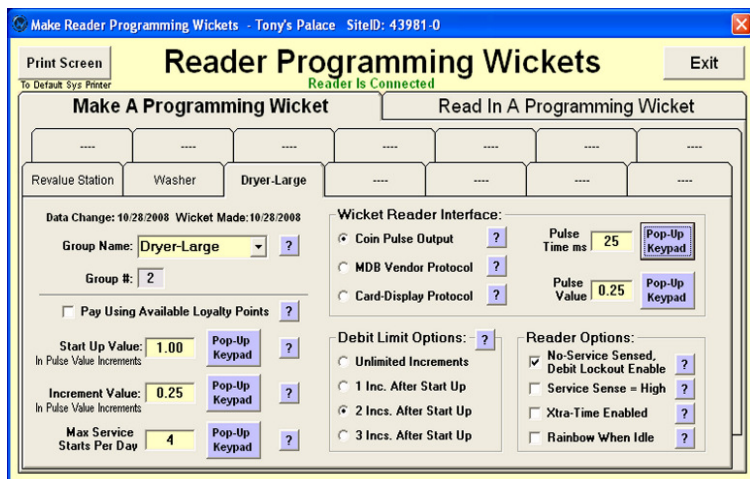 Make Reader Programming Wickets - Tony's Palace SiteID: 43981-0
Print Screen
To Default Sys Printer
Reader Programming Wickets
Reader Is Connected
Exit
Make A Programming Wicket
Read In A Programming Wicket
---- ---- ---- ---- ---- ---- ----
Revalue Station Washer Dryer-Large ---- ---- ---- ----
Data Change: 10/28/2008 Wicket Made: 10/28/2008
Group Name: Dryer-Large ?
Group #: 2
Pay Using Available Loyalty Points ?
Start Up Value: 1.00 Pop-Up Keypad ?
In Pulse Value Increments
Increment Value: 0.25 Pop-Up Keypad ?
In Pulse Value Increments
Max Service Starts Per Day 4 Pop-Up Keypad ?
Wicket Reader Interface:
Coin Pulse Output ?
MDB Vendor Protocol ?
Card-Display Protocol ?
Pulse Time ms 25 Pop-Up Keypad
Pulse Value 0.25 Pop-Up Keypad
Debit Limit Options: ?
Unlimited Increments
1 Inc. After Start Up
2 Incs. After Start Up
3 Incs. After Start Up
Reader Options:
No-Service Sensed,
Debit Lockout Enable ?
Service Sense = High ?
Xtra-Time Enabled ?
Rainbow When Idle ?